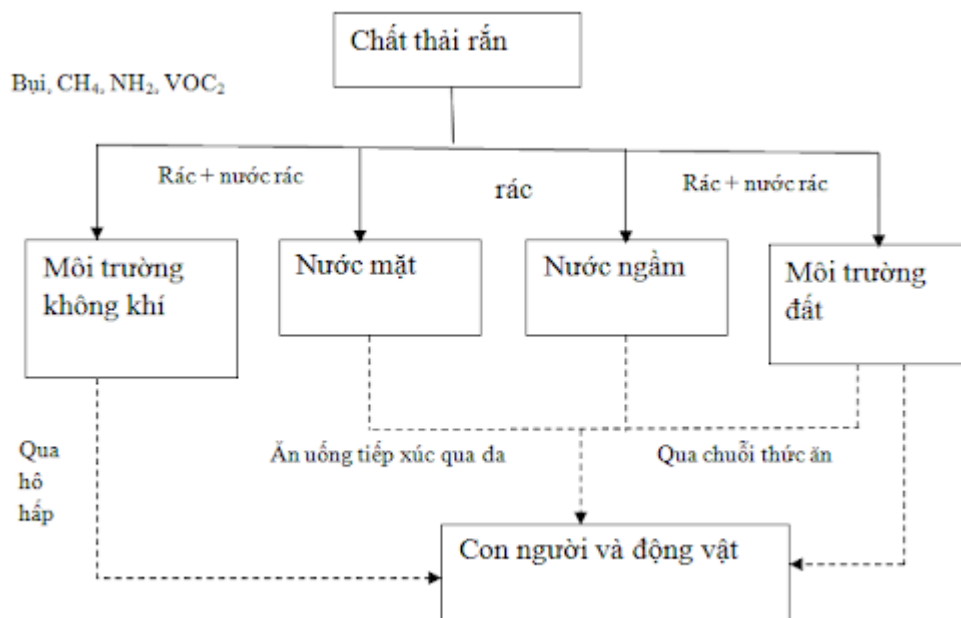 Chất thải rắn
Bụi, CH₄, NH₂, VOC₂
Rác + nước rác
rác
Rác + nước rác
Môi trường
không khí
Nước mặt
Nước ngầm
Môi trường
đất
Qua
hô
hấp
Ăn uống tiếp xúc qua da
Qua chuỗi thức ăn
Con người và động vật